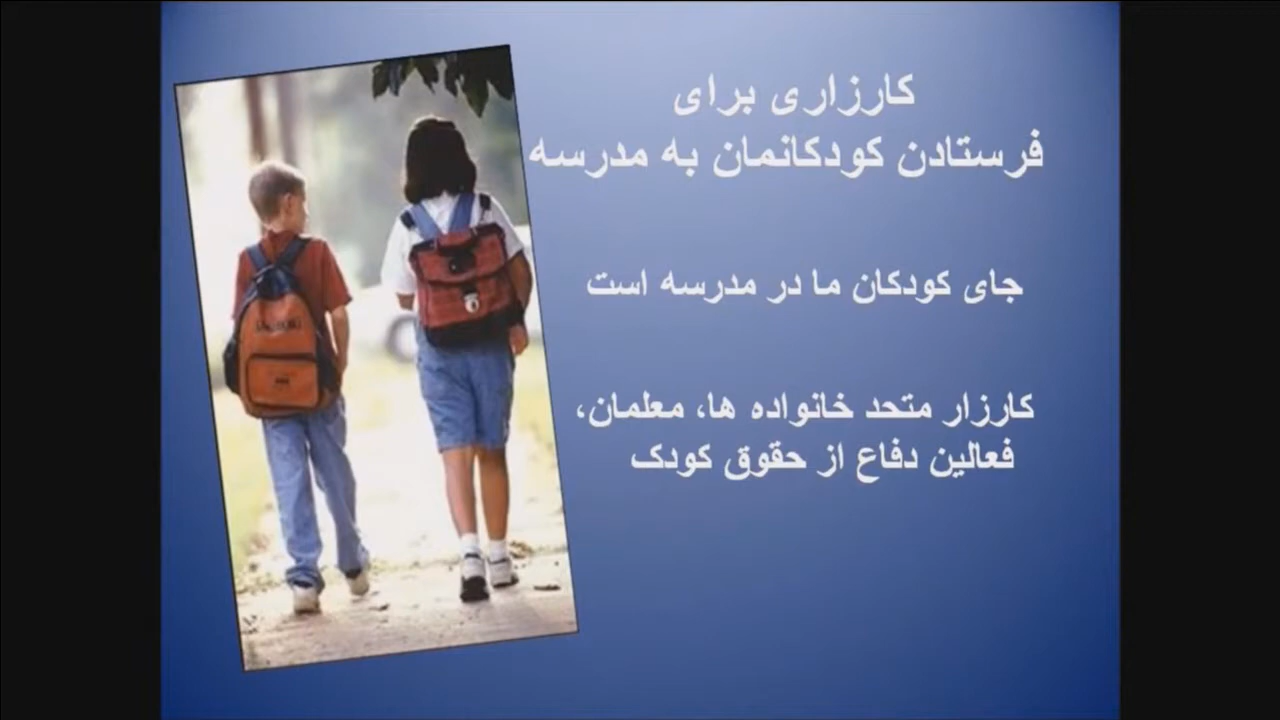 کارزاری برای
فرستادن کودکانمان به مدرسه
جای کودکان ما در مدرسه است
کارزار متحد خانواده ها، معلمان،
فعالین دفاع از حقوق کودک